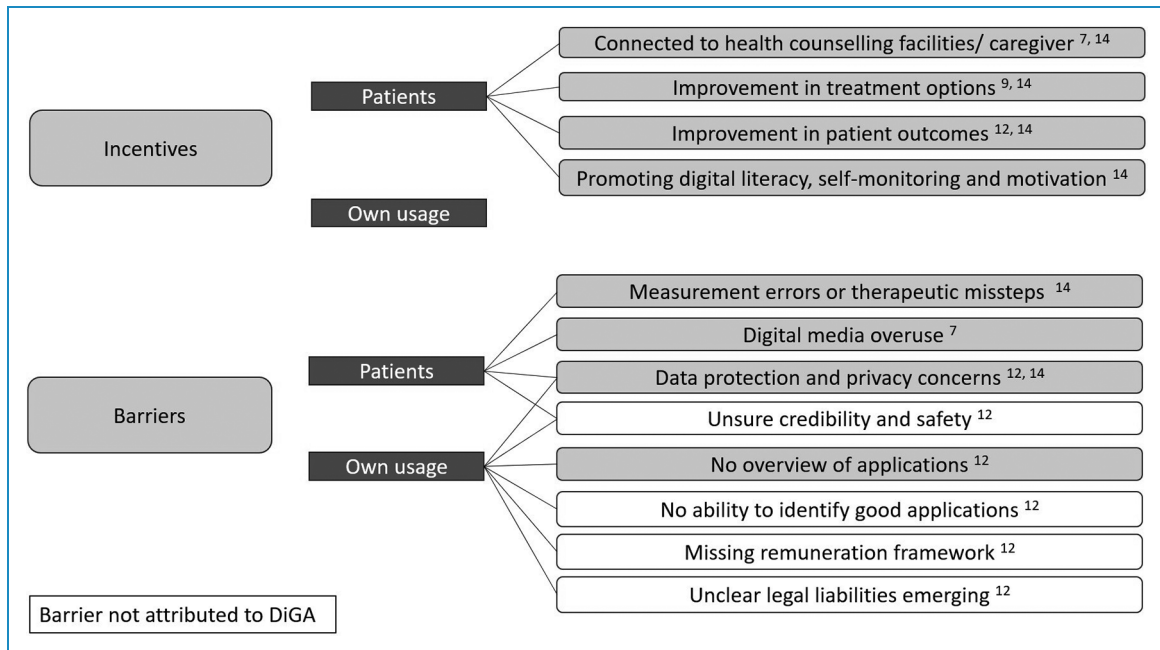 Incentives
Patients
Connected to health counselling facilities/ caregiver 7, 14
Improvement in treatment options 9, 14
Improvement in patient outcomes 12, 14
Promoting digital literacy, self-monitoring and motivation 14
Own usage
Barriers
Patients
Measurement errors or therapeutic missteps 14
Digital media overuse 7
Data protection and privacy concerns 12, 14
Unsure credibility and safety 12
Own usage
No overview of applications 12
No ability to identify good applications 12
Missing remuneration framework 12
Unclear legal liabilities emerging 12
Barrier not attributed to DiGA